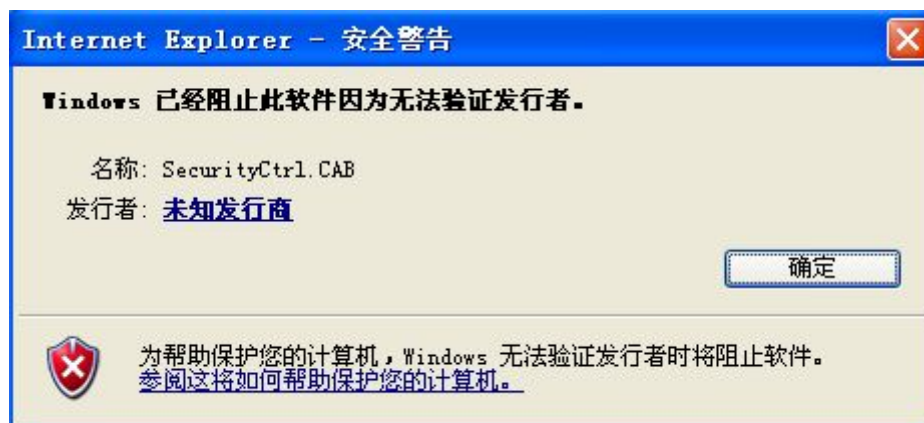 Internet Explorer - 安全警告
Windows 已经阻止此软件因为无法验证发行者。
名称: SecurityCtrl.CAB
发行者: 未知发行商
确定
为帮助保护您的计算机，Windows 无法验证发行者时将阻止软件。
参阅这将如何帮助保护您的计算机。